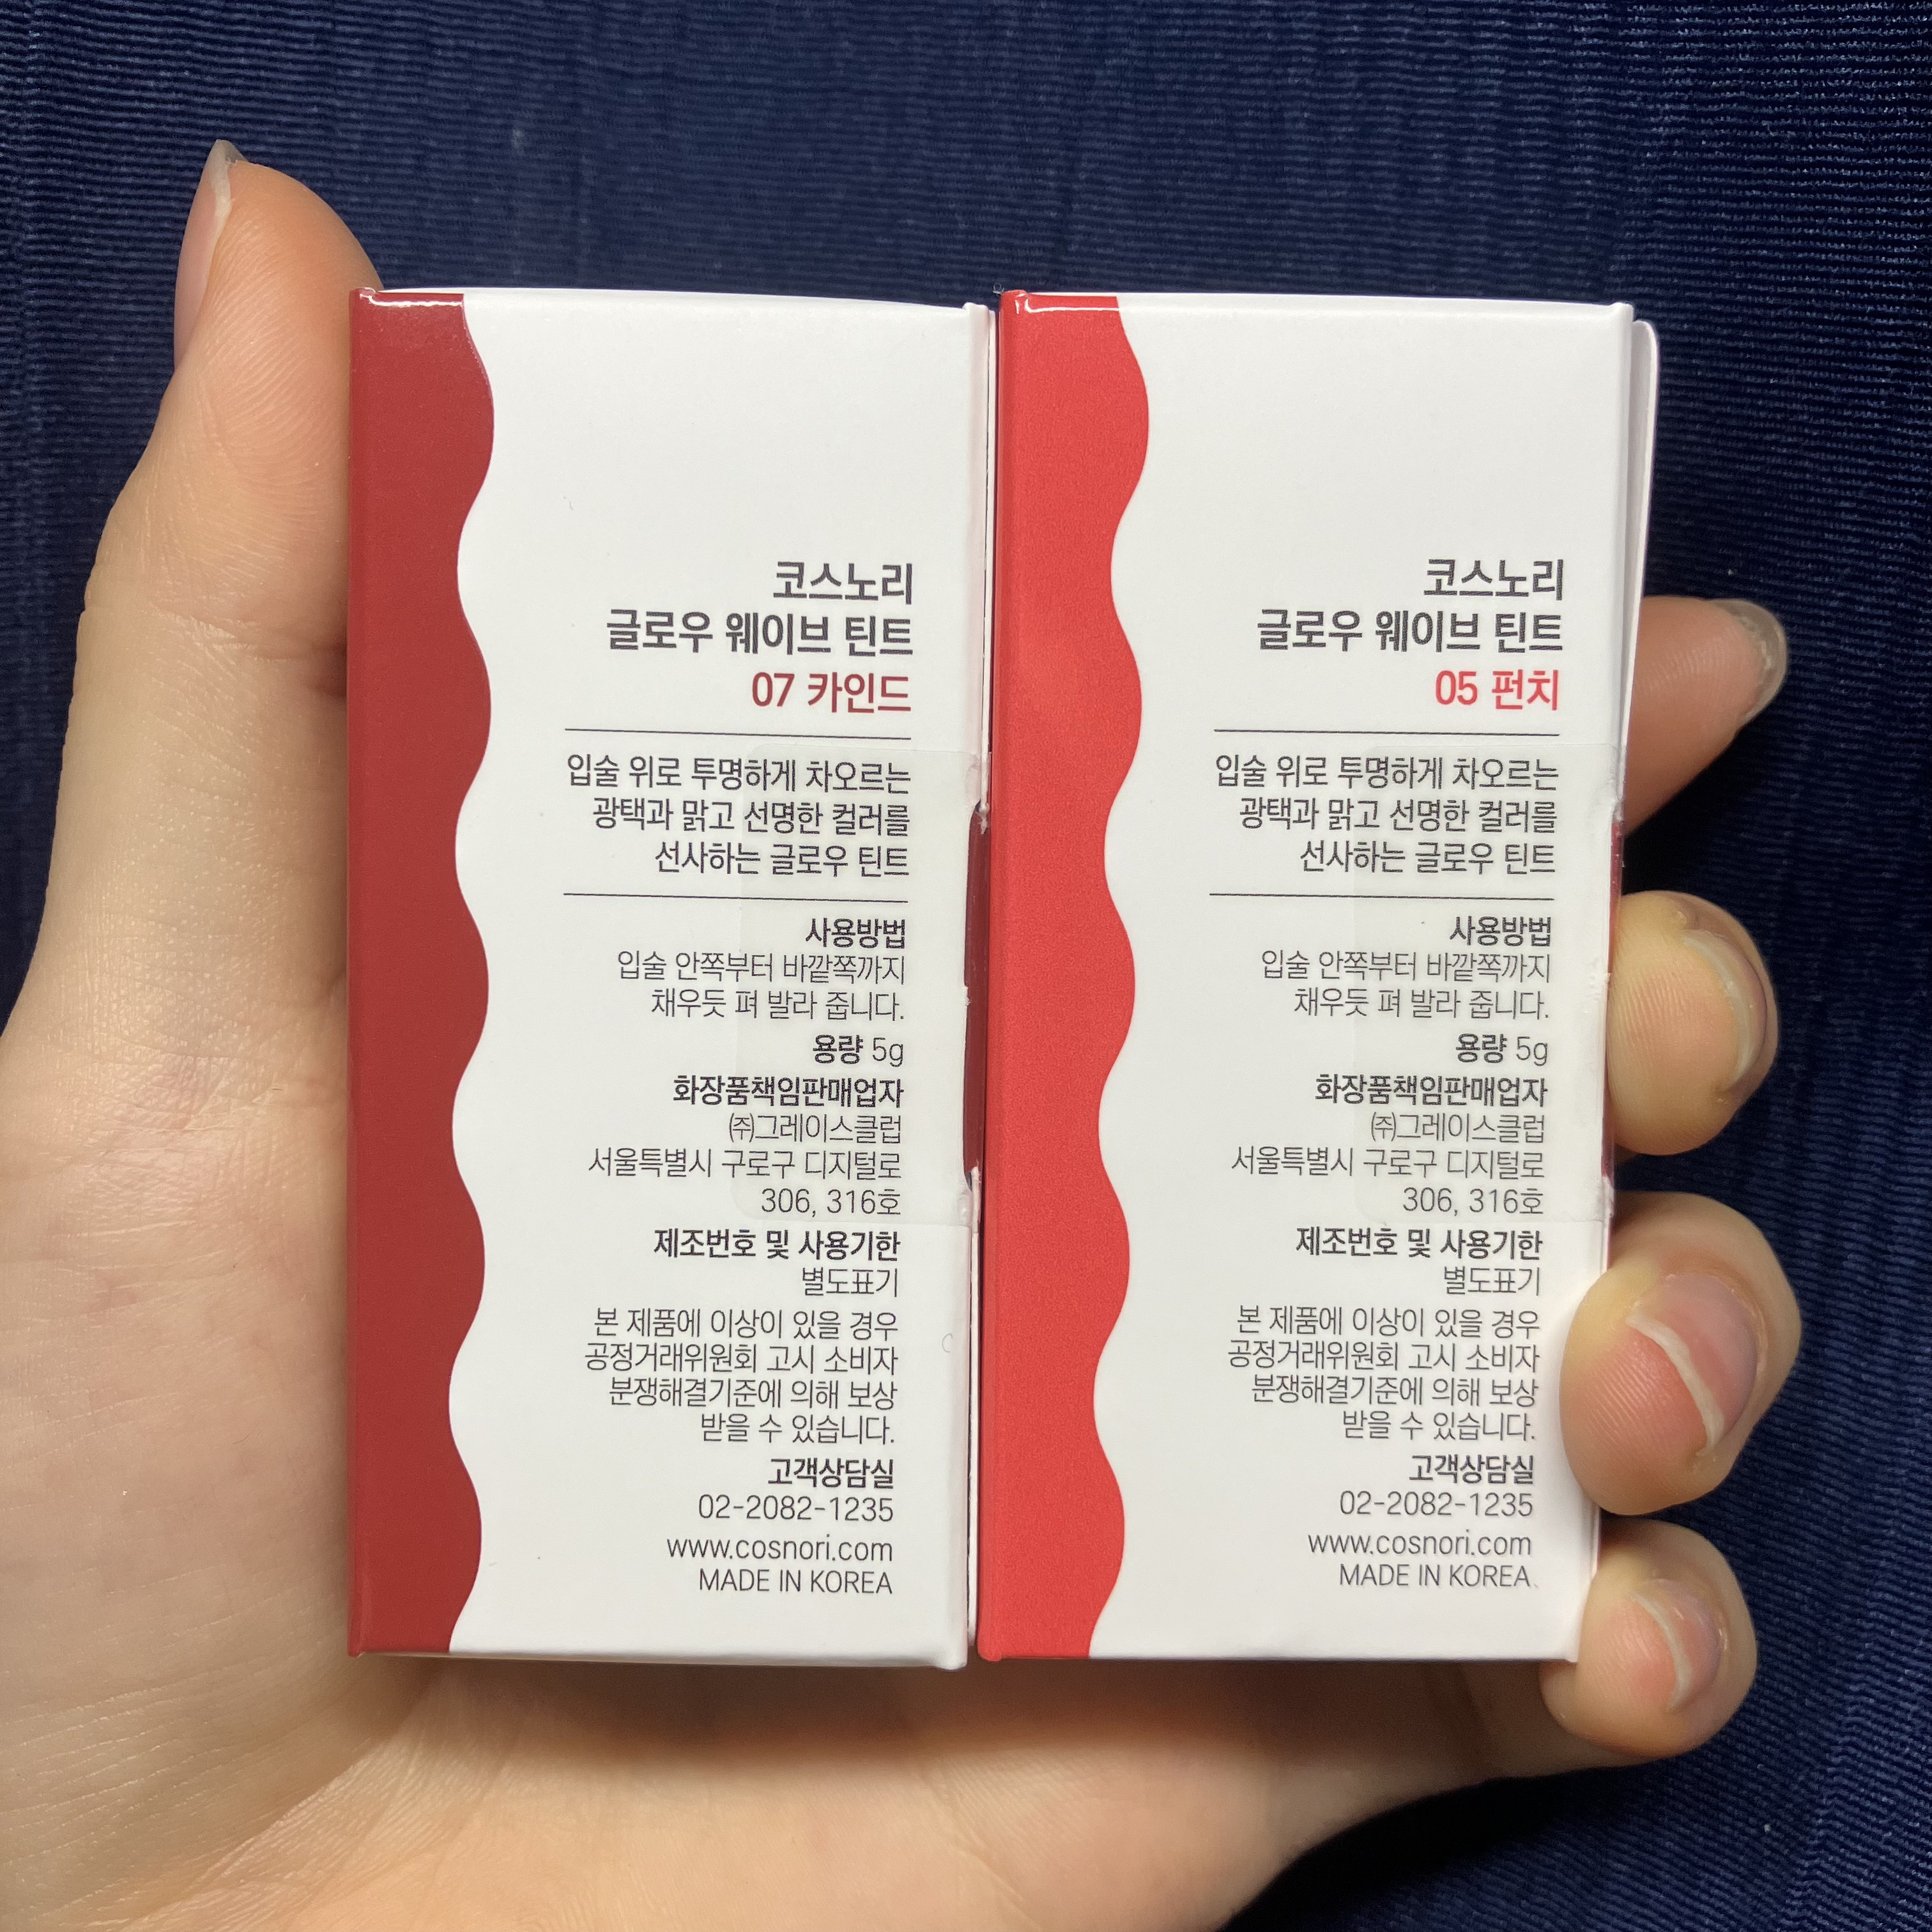 코스노리
글로우 웨이브 틴트
07 카인드
입술 위로 투명하게 차오르는
광택과 맑고 선명한 컬러를
선사하는 글로우 틴트
사용방법
입술 안쪽부터 바깥쪽까지
채우듯 펴 발라 줍니다.
용량 5g
화장품책임판매업자
㈜그레이스클럽
서울특별시 구로구 디지털로
306, 316호
제조번호 및 사용기한
별도표기
본 제품에 이상이 있을 경우
공정거래위원회 고시 소비자
분쟁해결기준에 의해 보상
받을 수 있습니다.
고객상담실
02-2082-1235
www.cosnori.com
MADE IN KOREA
코스노리
글로우 웨이브 틴트
05 펀치
입술 위로 투명하게 차오르는
광택과 맑고 선명한 컬러를
선사하는 글로우 틴트
사용방법
입술 안쪽부터 바깥쪽까지
채우듯 펴 발라 줍니다.
용량 5g
화장품책임판매업자
㈜그레이스클럽
서울특별시 구로구 디지털로
306, 316호
제조번호 및 사용기한
별도표기
본 제품에 이상이 있을 경우
공정거래위원회 고시 소비자
분쟁해결기준에 의해 보상
받을 수 있습니다.
고객상담실
02-2082-1235
www.cosnori.com
MADE IN KOREA